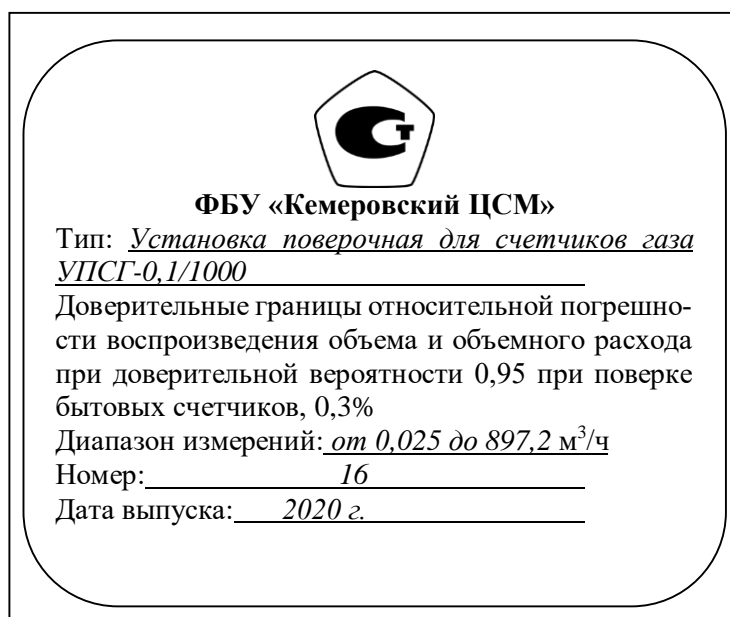 Ст
ФБУ «Кемеровский ЦСМ»
Тип: Установка поверочная для счетчиков газа
УПСГ-0,1/1000
Доверительные границы относительной погрешно-
сти воспроизведения объема и объемного расхода
при доверительной вероятности 0,95 при поверке
бытовых счетчиков, 0,3%
Диапазон измерений: от 0,025 до 897,2 м³/ч
Номер: 16
Дата выпуска: 2020 г.